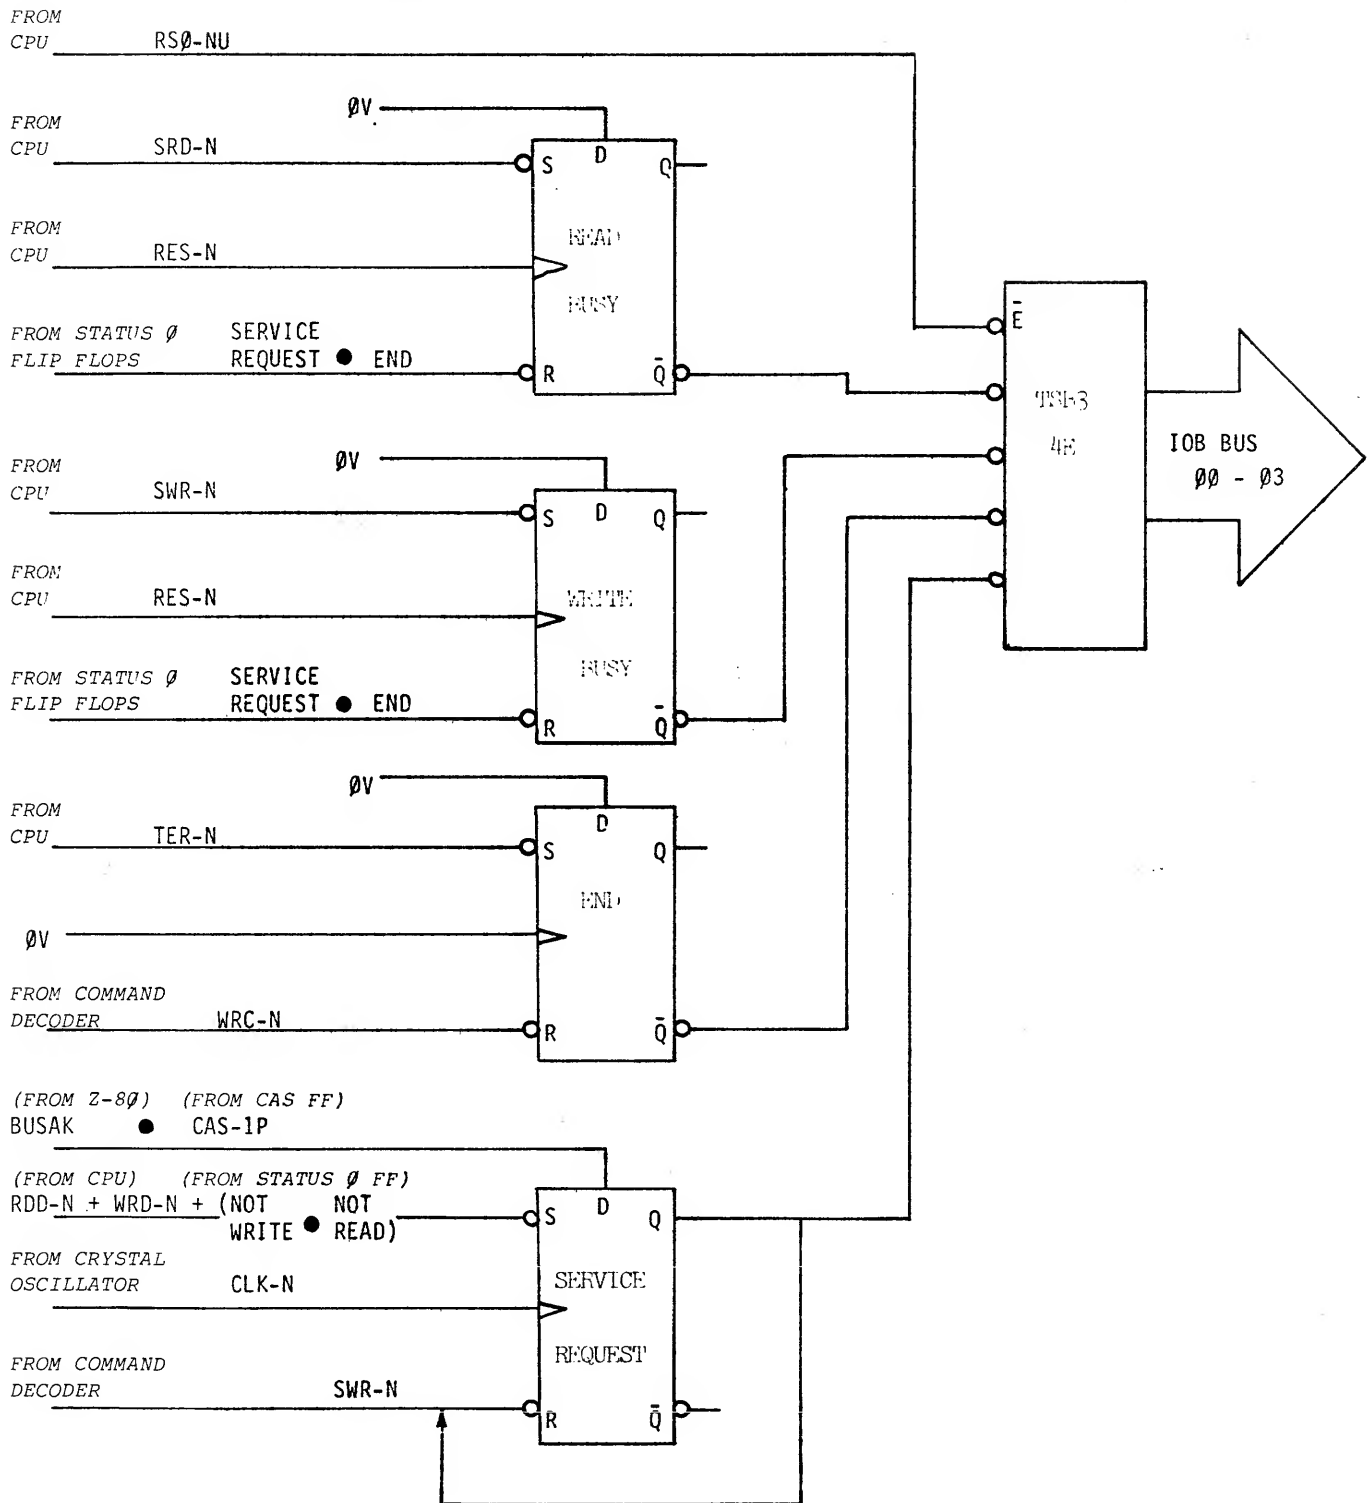 FROM
CPU RSØ-NU
ØV
FROM
CPU SRD-N
S D Q
FROM
CPU RES-N
READ
BUSY
FROM STATUS Ø SERVICE
FLIP FLOPS REQUEST ● END
R Q̄
Ē
TSB3
4E
IOB BUS
ØØ - Ø3
ØV
FROM
CPU SWR-N
S D Q
FROM
CPU RES-N
WRITE
BUSY
FROM STATUS Ø SERVICE
FLIP FLOPS REQUEST ● END
R Q̄
ØV
FROM
CPU TER-N
S D Q
END
ØV
FROM COMMAND
DECODER WRC-N
R Q̄
(FROM Z-8Ø) (FROM CAS FF)
BUSAK ● CAS-1P
(FROM CPU) (FROM STATUS Ø FF)
RDD-N + WRD-N + (NOT NOT
WRITE ● READ)
S D Q
FROM CRYSTAL
OSCILLATOR CLK-N
SERVICE
REQUEST
FROM COMMAND
DECODER SWR-N
R Q̄